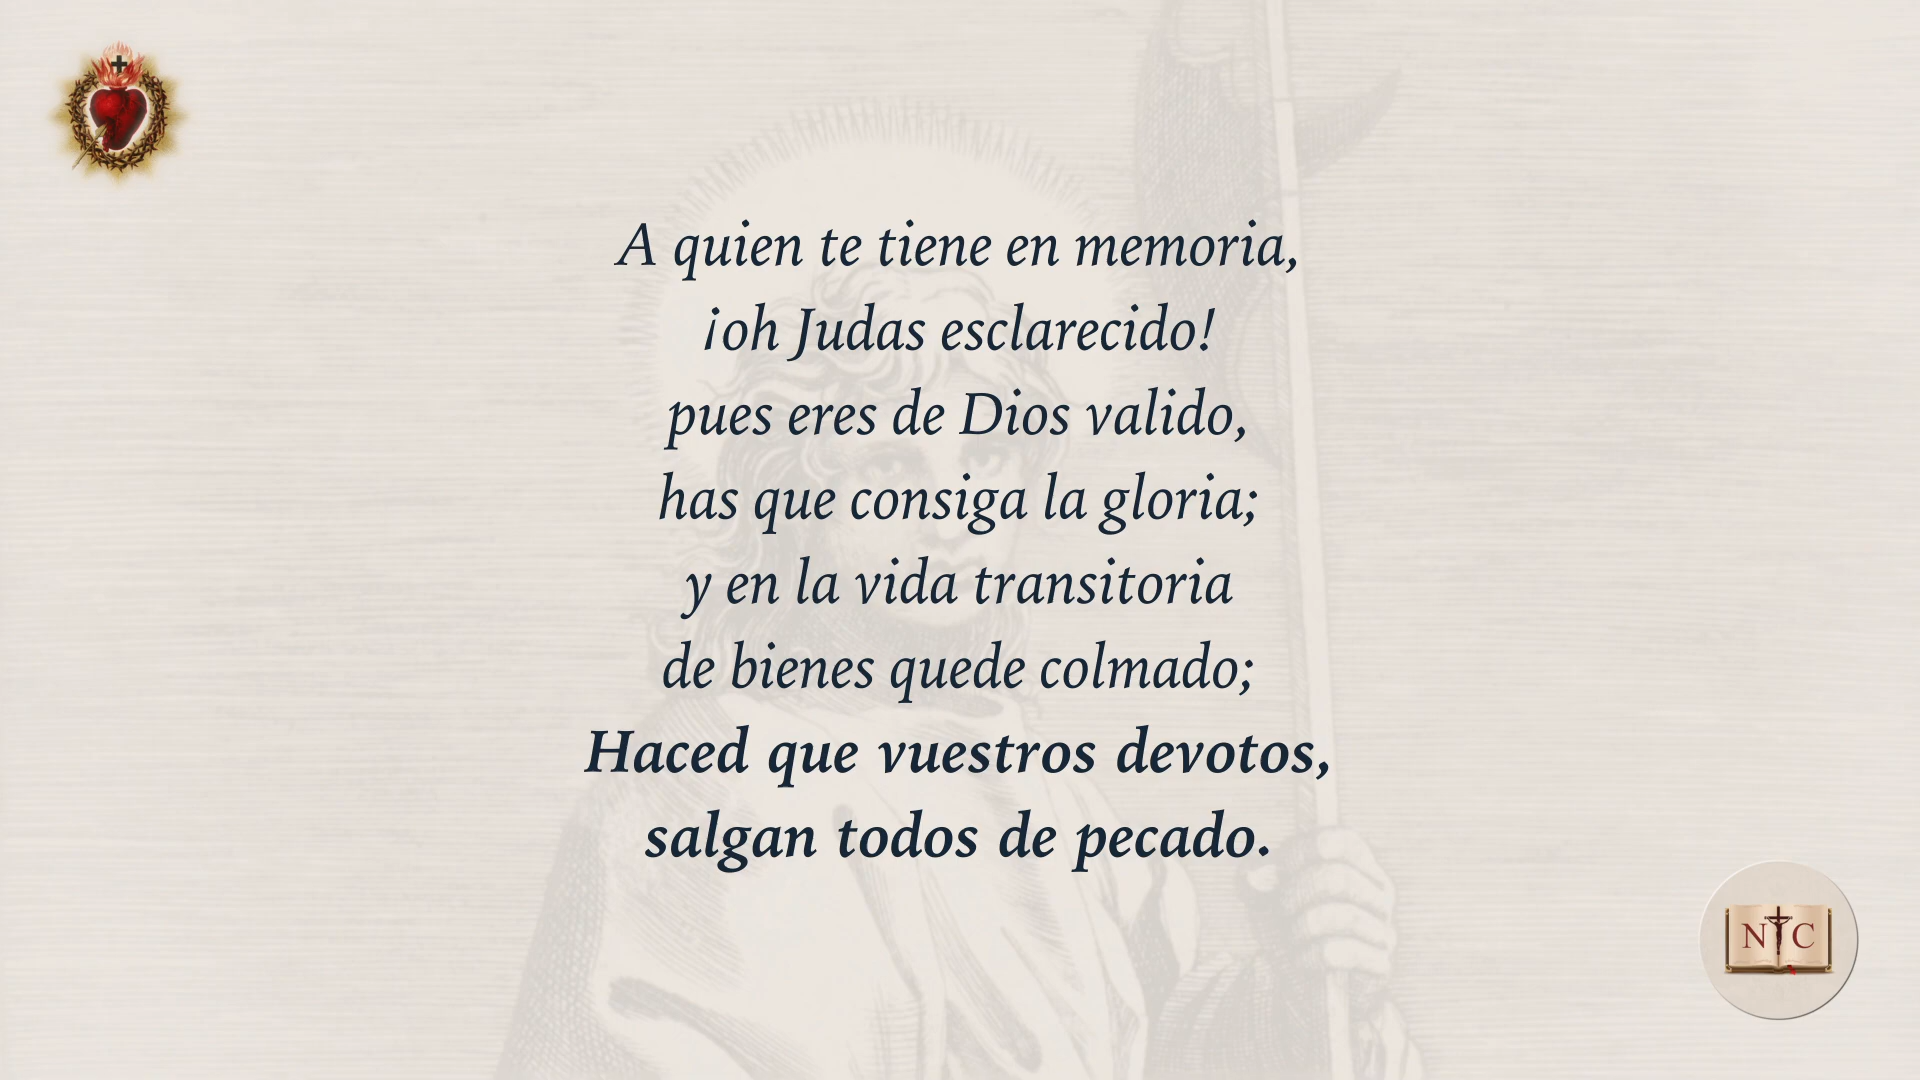 A quien te tiene en memoria,
¡oh Judas esclarecido!
pues eres de Dios valido,
has que consiga la gloria;
y en la vida transitoria
de bienes quede colmado;
Haced que vuestros devotos,
salgan todos de pecado.
N C